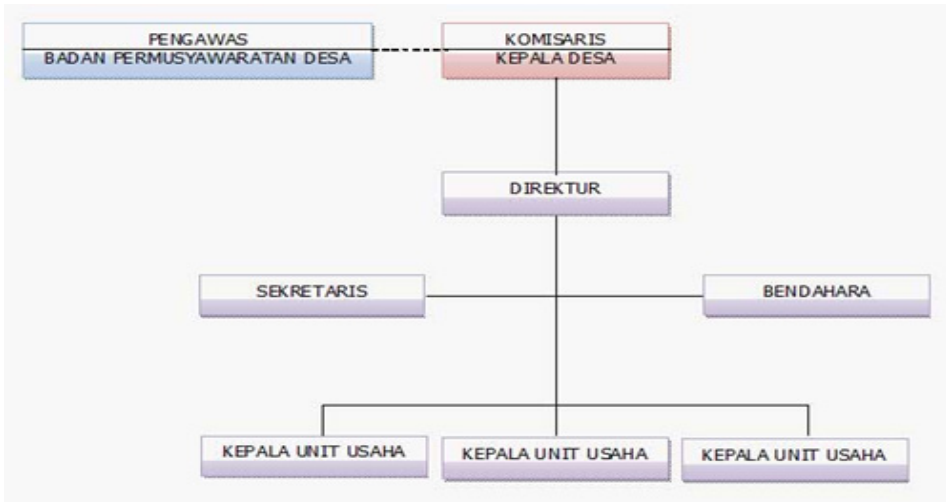 PENGAWAS
BADAN PERMUSYAWARATAN DESA
KOMISARIS
KEPALA DESA
DIREKTUR
SEKRETARIS
BENDAHARA
KEPALA UNIT USAHA
KEPALA UNIT USAHA
KEPALA UNIT USAHA